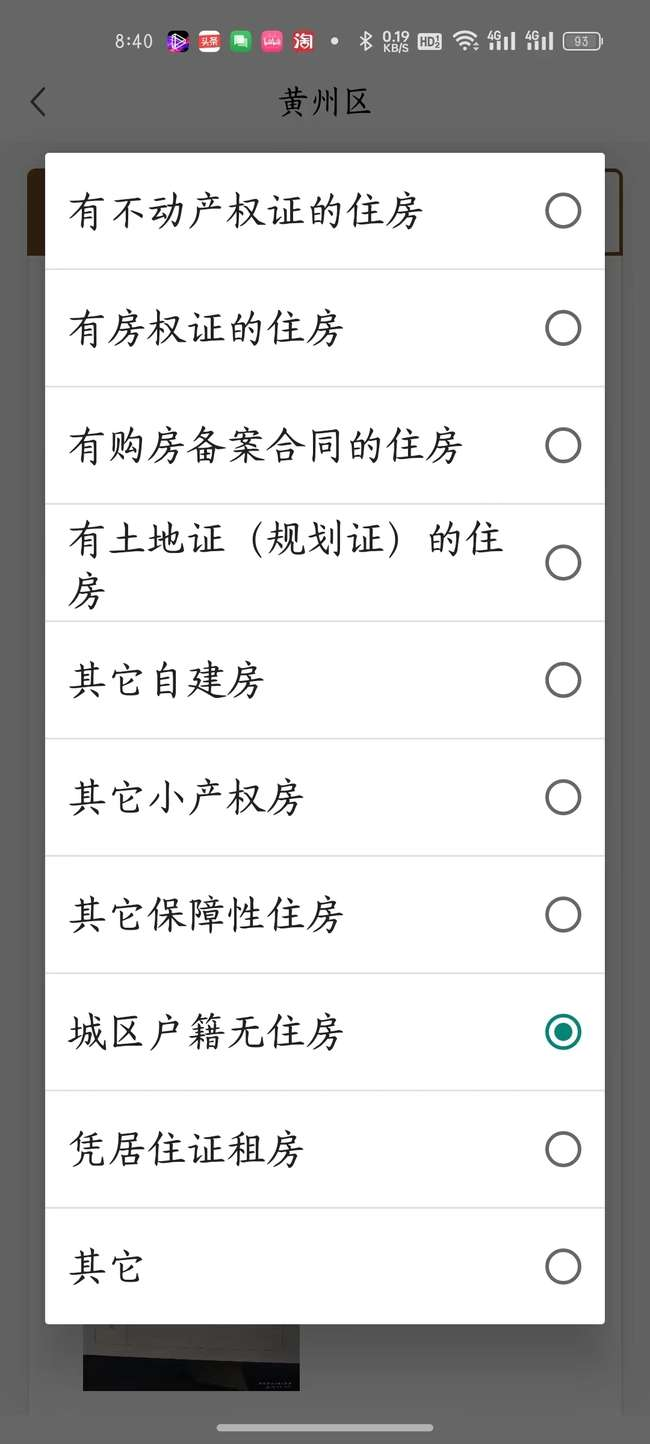 8:40
头条
淘
0.19
KB/S
HD
4G
4G
93
黄州区
有不动产权证的住房
有房权证的住房
有购房备案合同的住房
有土地证（规划证）的住
房
其它自建房
其它小产权房
其它保障性住房
城区户籍无住房
凭居住证租房
其它